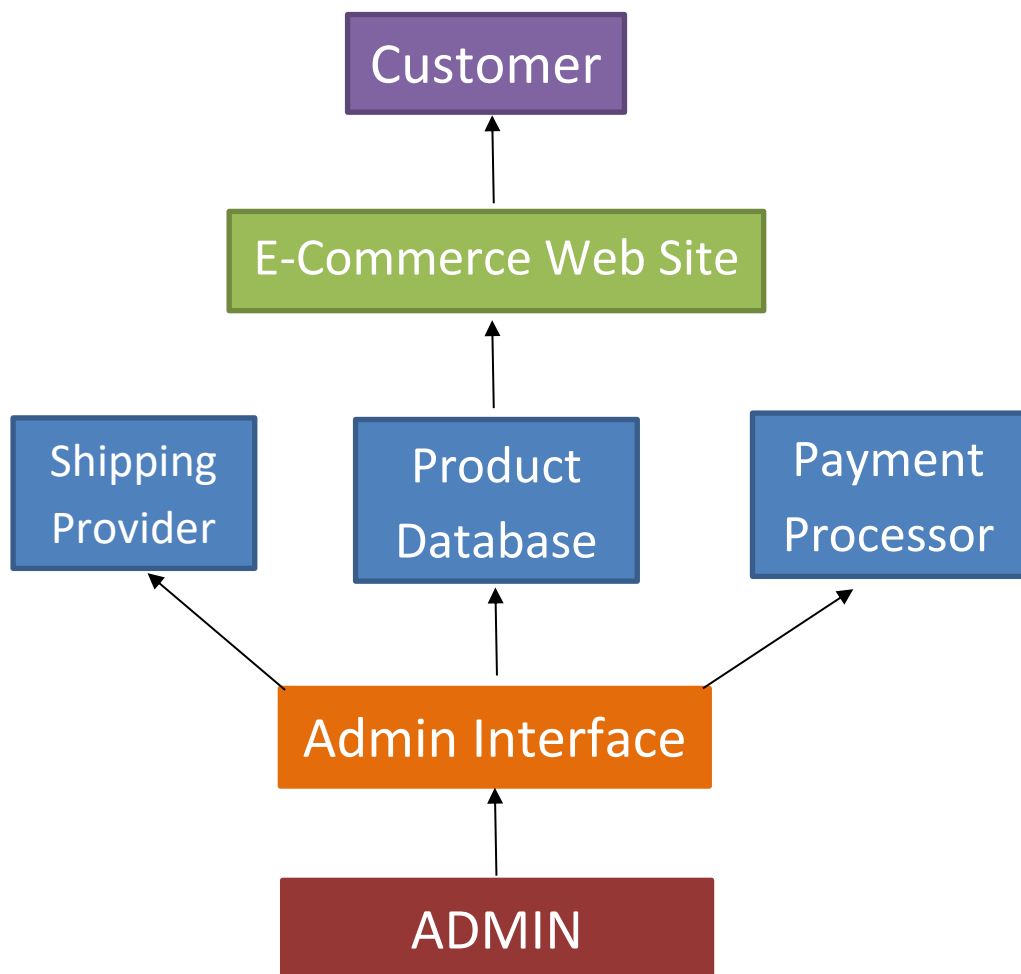 Customer
E-Commerce Web Site
Shipping
Provider
Product
Database
Payment
Processor
Admin Interface
ADMIN